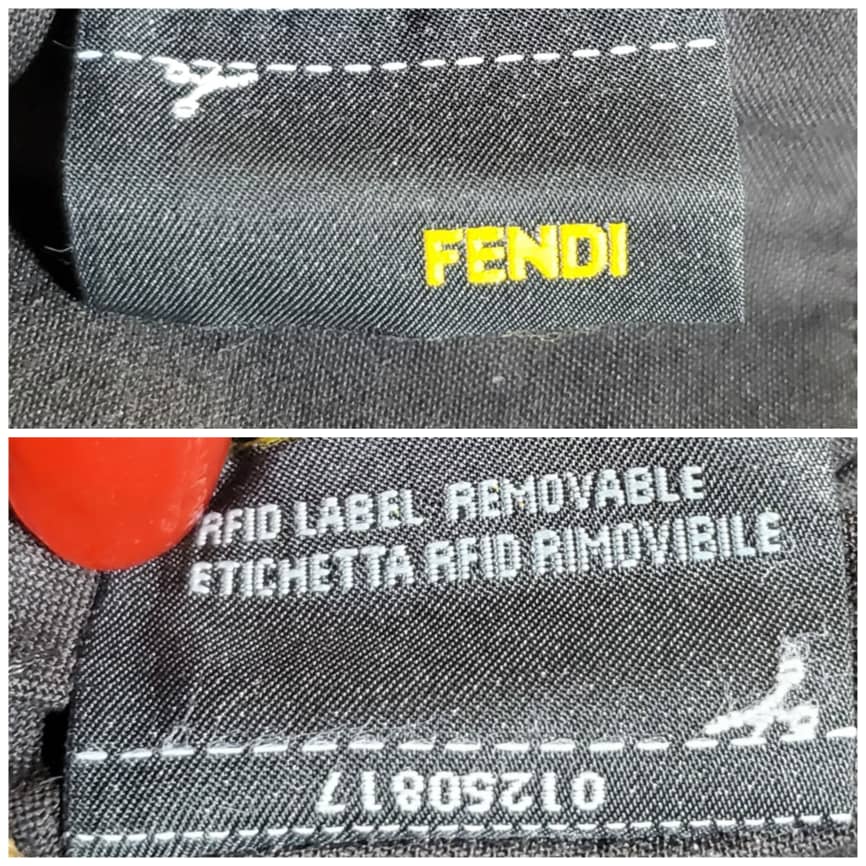 FENDI
RFID LABEL REMOVABLE
ETICHETTA RFID RIMOVIBILE
01250817